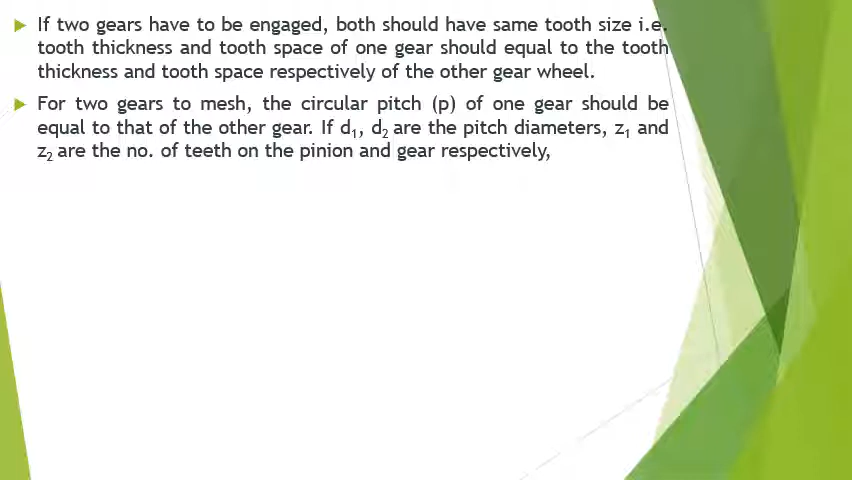 If two gears have to be engaged, both should have same tooth size i.e.
tooth thickness and tooth space of one gear should equal to the tooth
thickness and tooth space respectively of the other gear wheel.
For two gears to mesh, the circular pitch (p) of one gear should be
equal to that of the other gear. If d₁, d₂ are the pitch diameters, z₁ and
z₂ are the no. of teeth on the pinion and gear respectively,